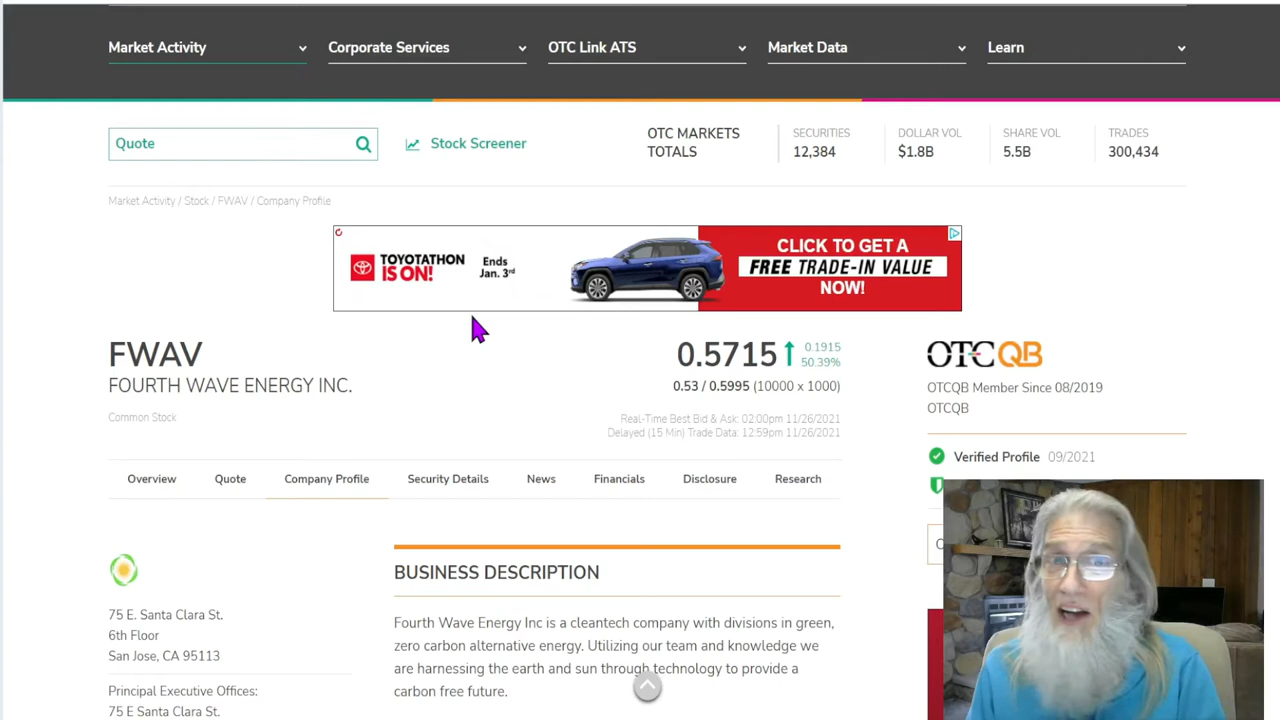 Market Activity
Corporate Services
OTC Link ATS
Market Data
Learn
Quote
Stock Screener
OTC MARKETS
TOTALS
SECURITIES
12,384
DOLLAR VOL
$1.8B
SHARE VOL
5.5B
TRADES
300,434
Market Activity / Stock / FWAV / Company Profile
TOYOTATHON
IS ON!
Ends
Jan. 3rd
CLICK TO GET A
FREE TRADE-IN VALUE
NOW!
FWAV
FOURTH WAVE ENERGY INC.
Common Stock
0.5715
0.1915
50.39%
0.53 / 0.5995 (10000 x 1000)
Real-Time Best Bid & Ask: 02:00pm 11/26/2021
Delayed (15 Min) Trade Data: 12:59pm 11/26/2021
OTCQB
OTCQB Member Since 08/2019
OTCQB
Verified Profile 09/2021
Overview
Quote
Company Profile
Security Details
News
Financials
Disclosure
Research
75 E. Santa Clara St.
6th Floor
San Jose, CA 95113
Principal Executive Offices:
75 E Santa Clara St.
BUSINESS DESCRIPTION
Fourth Wave Energy Inc is a cleantech company with divisions in green,
zero carbon alternative energy. Utilizing our team and knowledge we
are harnessing the earth and sun through technology to provide a
carbon free future.